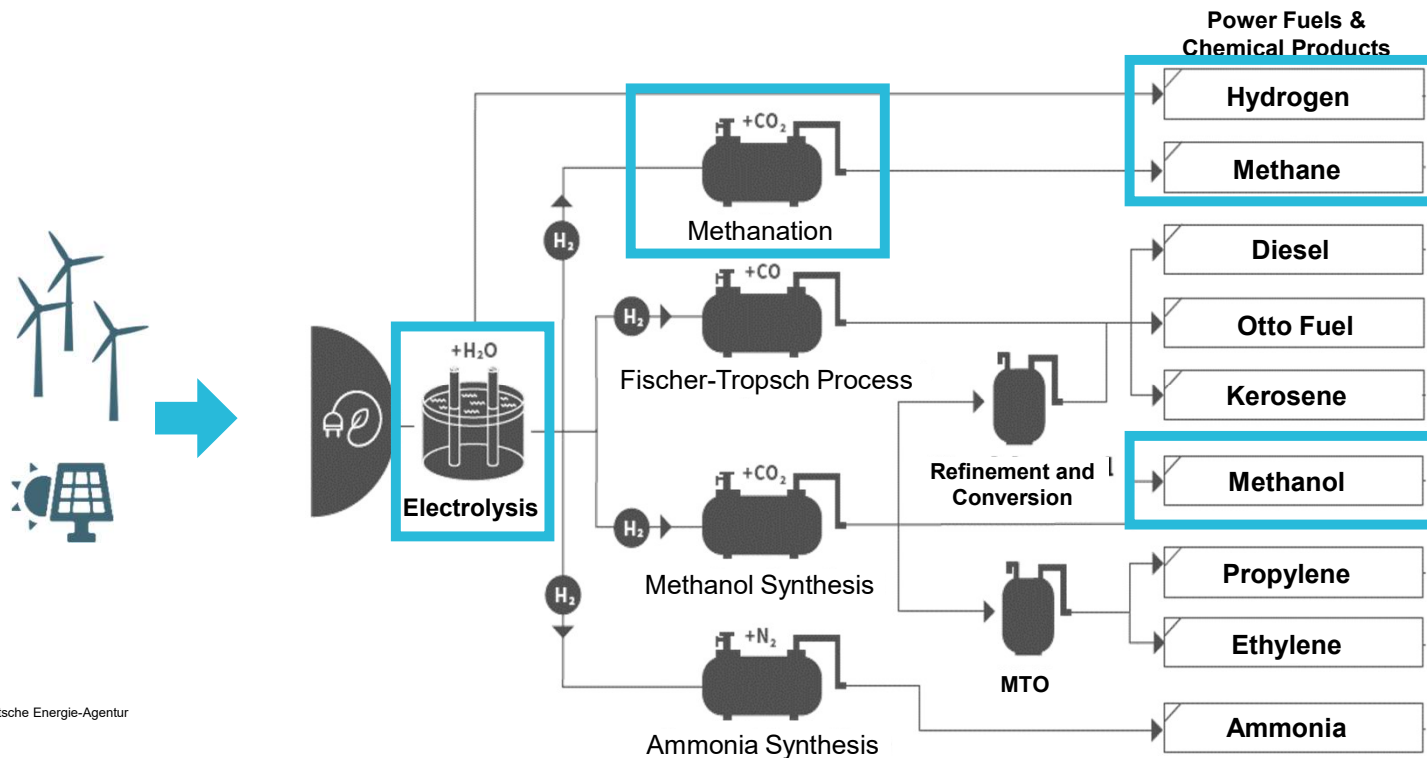 Power Fuels &
Chemical Products
Hydrogen
+CO₂
Methane
Methanation
H₂
Diesel
+CO
H₂
Otto Fuel
+H₂O
Fischer-Tropsch Process
Kerosene
Refinement and
Conversion
Methanol
+CO₂
Electrolysis
H₂
Methanol Synthesis
Propylene
H₂
+N₂
Ethylene
MTO
tsche Energie-Agentur
Ammonia
Ammonia Synthesis